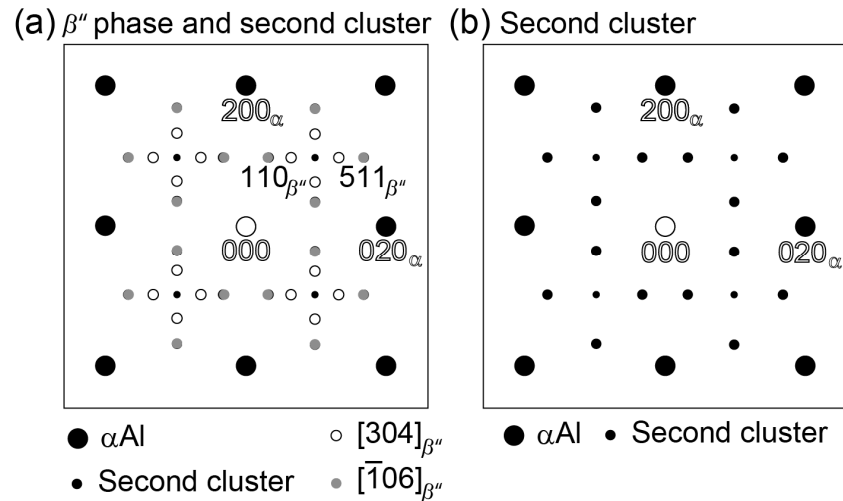 (a) β" phase and second cluster
(b) Second cluster
200α
110β"
511β"
000
020α
200α
000
020α
αAl
[304]β"
Second cluster
[1̅06]β"
αAl
Second cluster